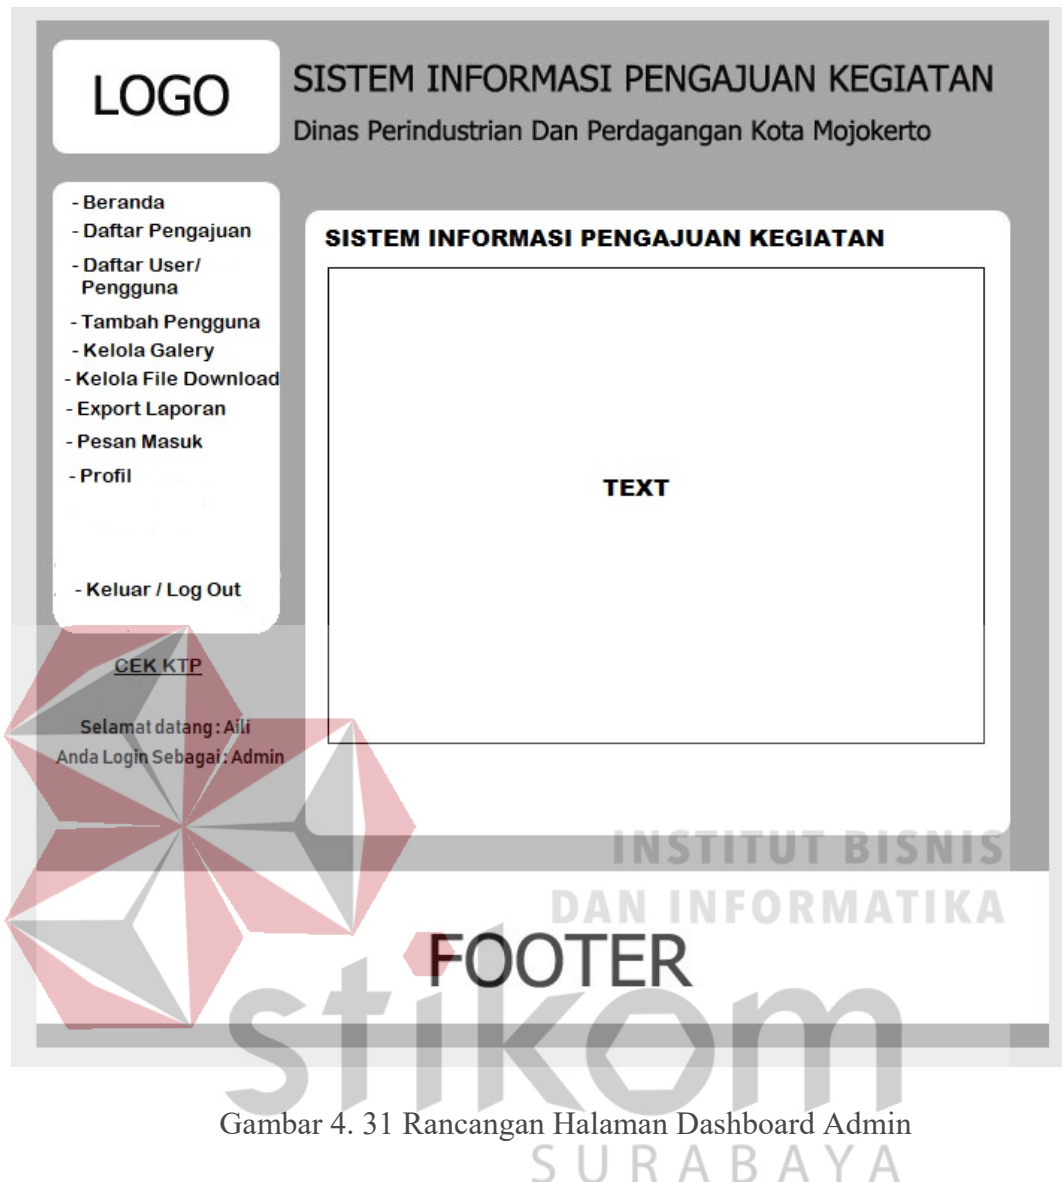 LOGO
SISTEM INFORMASI PENGAJUAN KEGIATAN
Dinas Perindustrian Dan Perdagangan Kota Mojokerto
- Beranda
- Daftar Pengajuan
- Daftar User/
Pengguna
- Tambah Pengguna
- Kelola Galery
- Kelola File Download
- Export Laporan
- Pesan Masuk
- Profil
- Keluar / Log Out
CEK KTP
Selamat datang : Aili
Anda Login Sebagai : Admin
SISTEM INFORMASI PENGAJUAN KEGIATAN
TEXT
INSTITUT BISNIS
DAN INFORMATIKA
FOOTER
stikom
Gambar 4. 31 Rancangan Halaman Dashboard Admin
SURABAYA